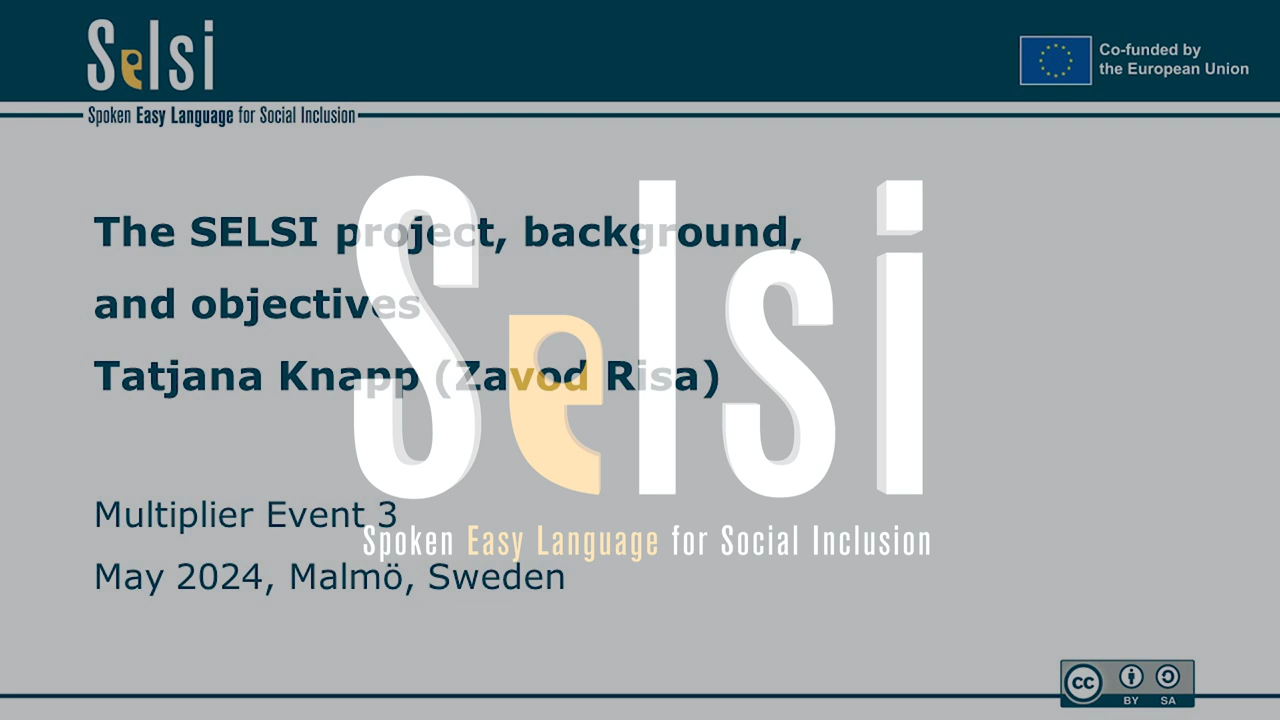 Selsi
Co-funded by
the European Union
Spoken Easy Language for Social Inclusion
The SELSI project, background,
and objectives
Tatjana Knapp (Zavod Risa)
Selsi
Multiplier Event 3
Spoken Easy Language for Social Inclusion
May 2024, Malmö, Sweden
CC
BY SA